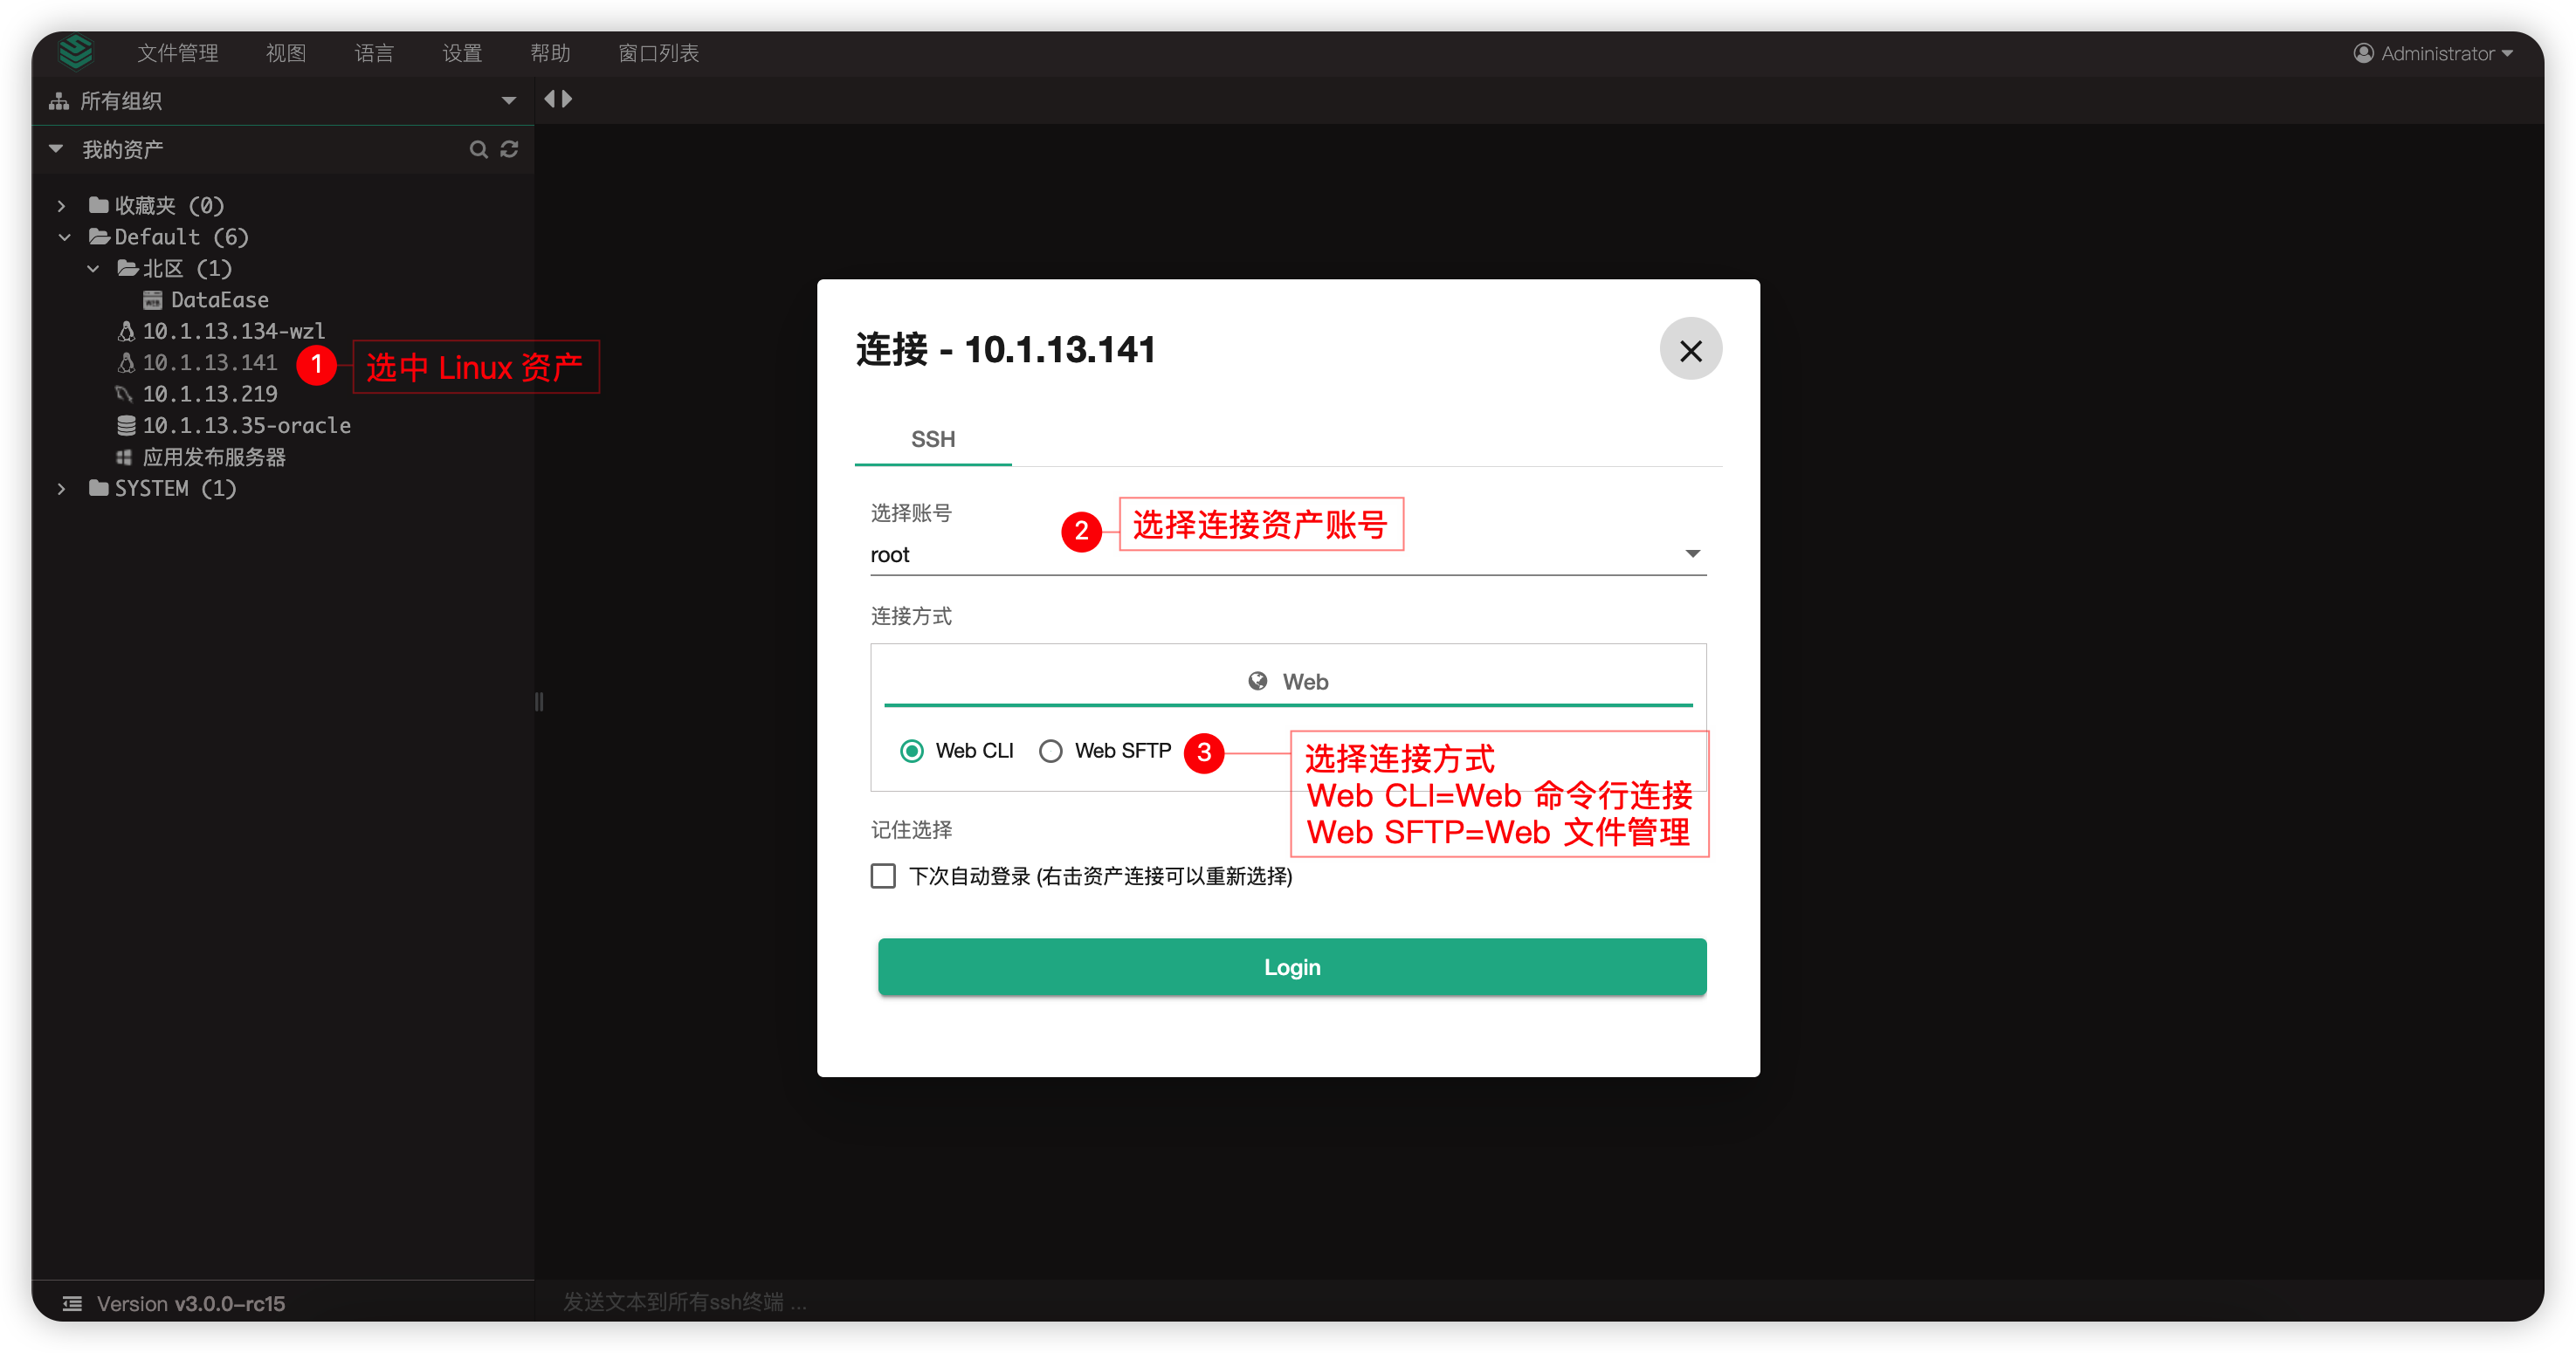 文件管理 视图 语言 设置 帮助 窗口列表 Administrator
所有组织
我的资产
收藏夹 (0)
Default (6)
北区 (1)
DataEase
10.1.13.134-wzl
10.1.13.141
1 选中 Linux 资产
10.1.13.219
10.1.13.35-oracle
应用发布服务器
SYSTEM (1)
连接 - 10.1.13.141
SSH
选择账号
2 选择连接资产账号
root
连接方式
Web
Web CLI Web SFTP 3
选择连接方式
Web CLI=Web 命令行连接
Web SFTP=Web 文件管理
记住选择
下次自动登录 (右击资产连接可以重新选择)
Login
Version v3.0.0-rc15
发送文本到所有ssh终端 ...